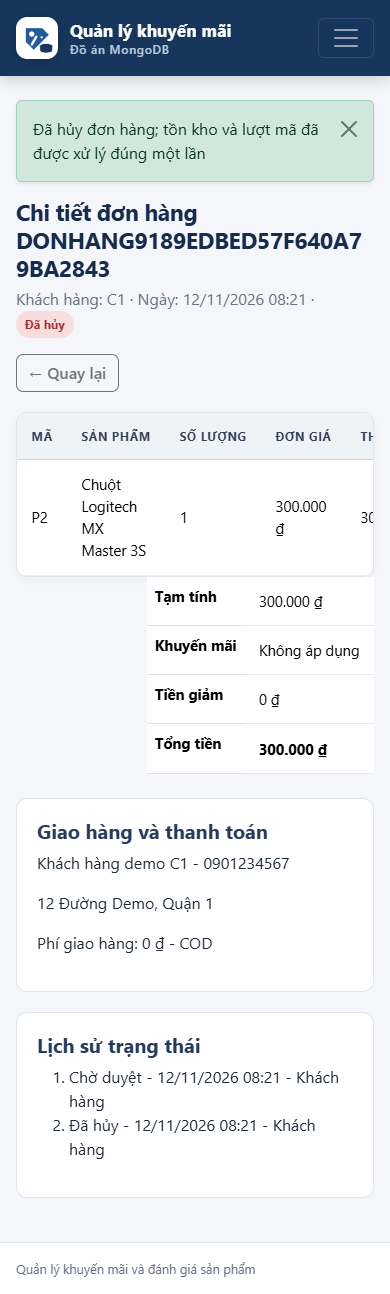 Quản lý khuyến mãi
Đồ án MongoDB
Đã hủy đơn hàng; tồn kho và lượt mã đã
được xử lý đúng một lần
Chi tiết đơn hàng
DONHANG9189EDBED57F640A7
9BA2843
Khách hàng: C1 · Ngày: 12/11/2026 08:21 ·
Đã hủy
← Quay lại
MÃ SẢN PHẨM SỐ LƯỢNG ĐƠN GIÁ TH
P2 Chuột Logitech MX Master 3S 1 300.000 ₫ 30
Tạm tính 300.000 ₫
Khuyến mãi Không áp dụng
Tiền giảm 0 ₫
Tổng tiền 300.000 ₫
Giao hàng và thanh toán
Khách hàng demo C1 - 0901234567
12 Đường Demo, Quận 1
Phí giao hàng: 0 ₫ - COD
Lịch sử trạng thái
1. Chờ duyệt - 12/11/2026 08:21 - Khách
hàng
2. Đã hủy - 12/11/2026 08:21 - Khách
hàng
Quản lý khuyến mãi và đánh giá sản phẩm